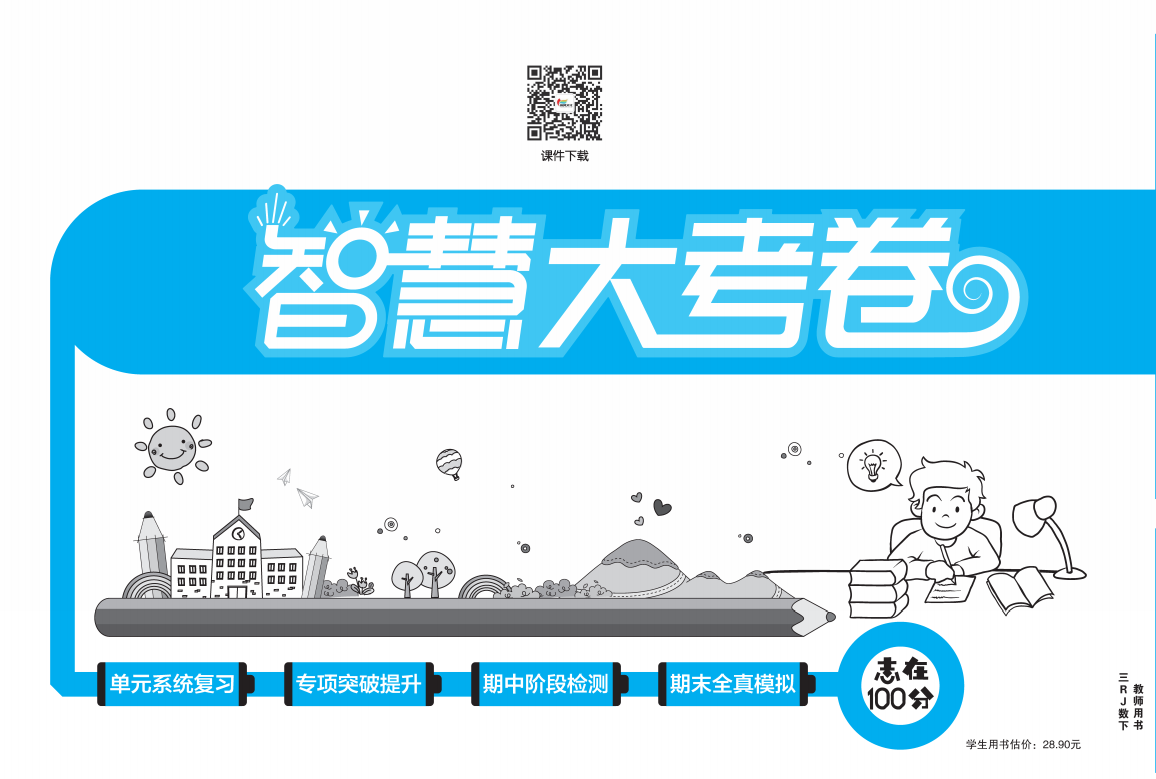 课件下载
智慧大考卷
单元系统复习
专项突破提升
期中阶段检测
期末全真模拟
志在
100分
教师用书
三RJ数下
学生用书估价：28.90元